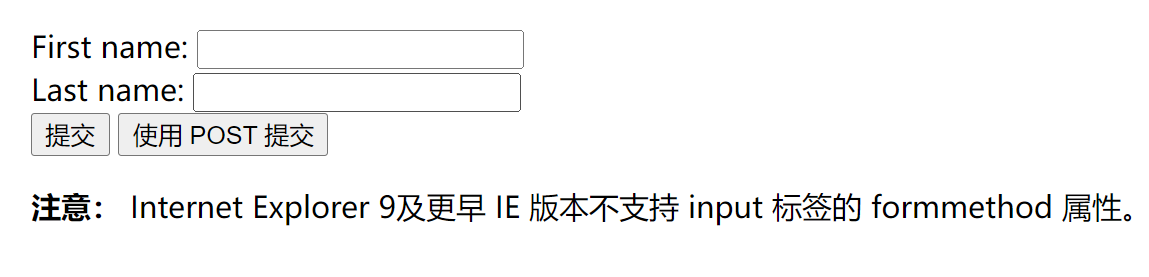 First name:
Last name:
提交 使用 POST 提交
注意： Internet Explorer 9及更早 IE 版本不支持 input 标签的 formmethod 属性。